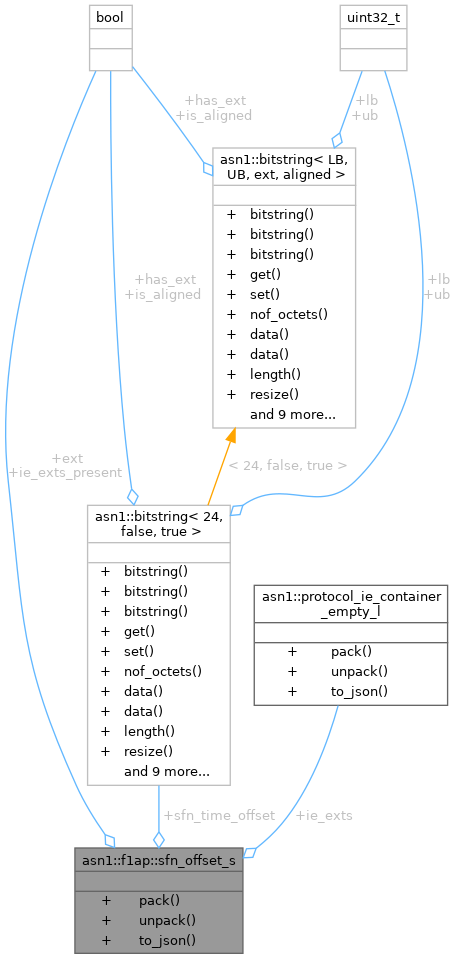 bool
uint32_t
+has_ext
+is_aligned
+lb
+ub
asn1::bitstring< LB,
UB, ext, aligned >
+ bitstring()
+ bitstring()
+ bitstring()
+ get()
+ set()
+ nof_octets()
+ data()
+ data()
+ length()
+ resize()
and 9 more...
+has_ext
+is_aligned
+lb
+ub
+ext
+ie_exts_present
< 24, false, true >
asn1::bitstring< 24,
false, true >
+ bitstring()
+ bitstring()
+ bitstring()
+ get()
+ set()
+ nof_octets()
+ data()
+ data()
+ length()
+ resize()
and 9 more...
asn1::protocol_ie_container
_empty_l
+ pack()
+ unpack()
+ to_json()
+sfn_time_offset
+ie_exts
asn1::f1ap::sfn_offset_s
+ pack()
+ unpack()
+ to_json()